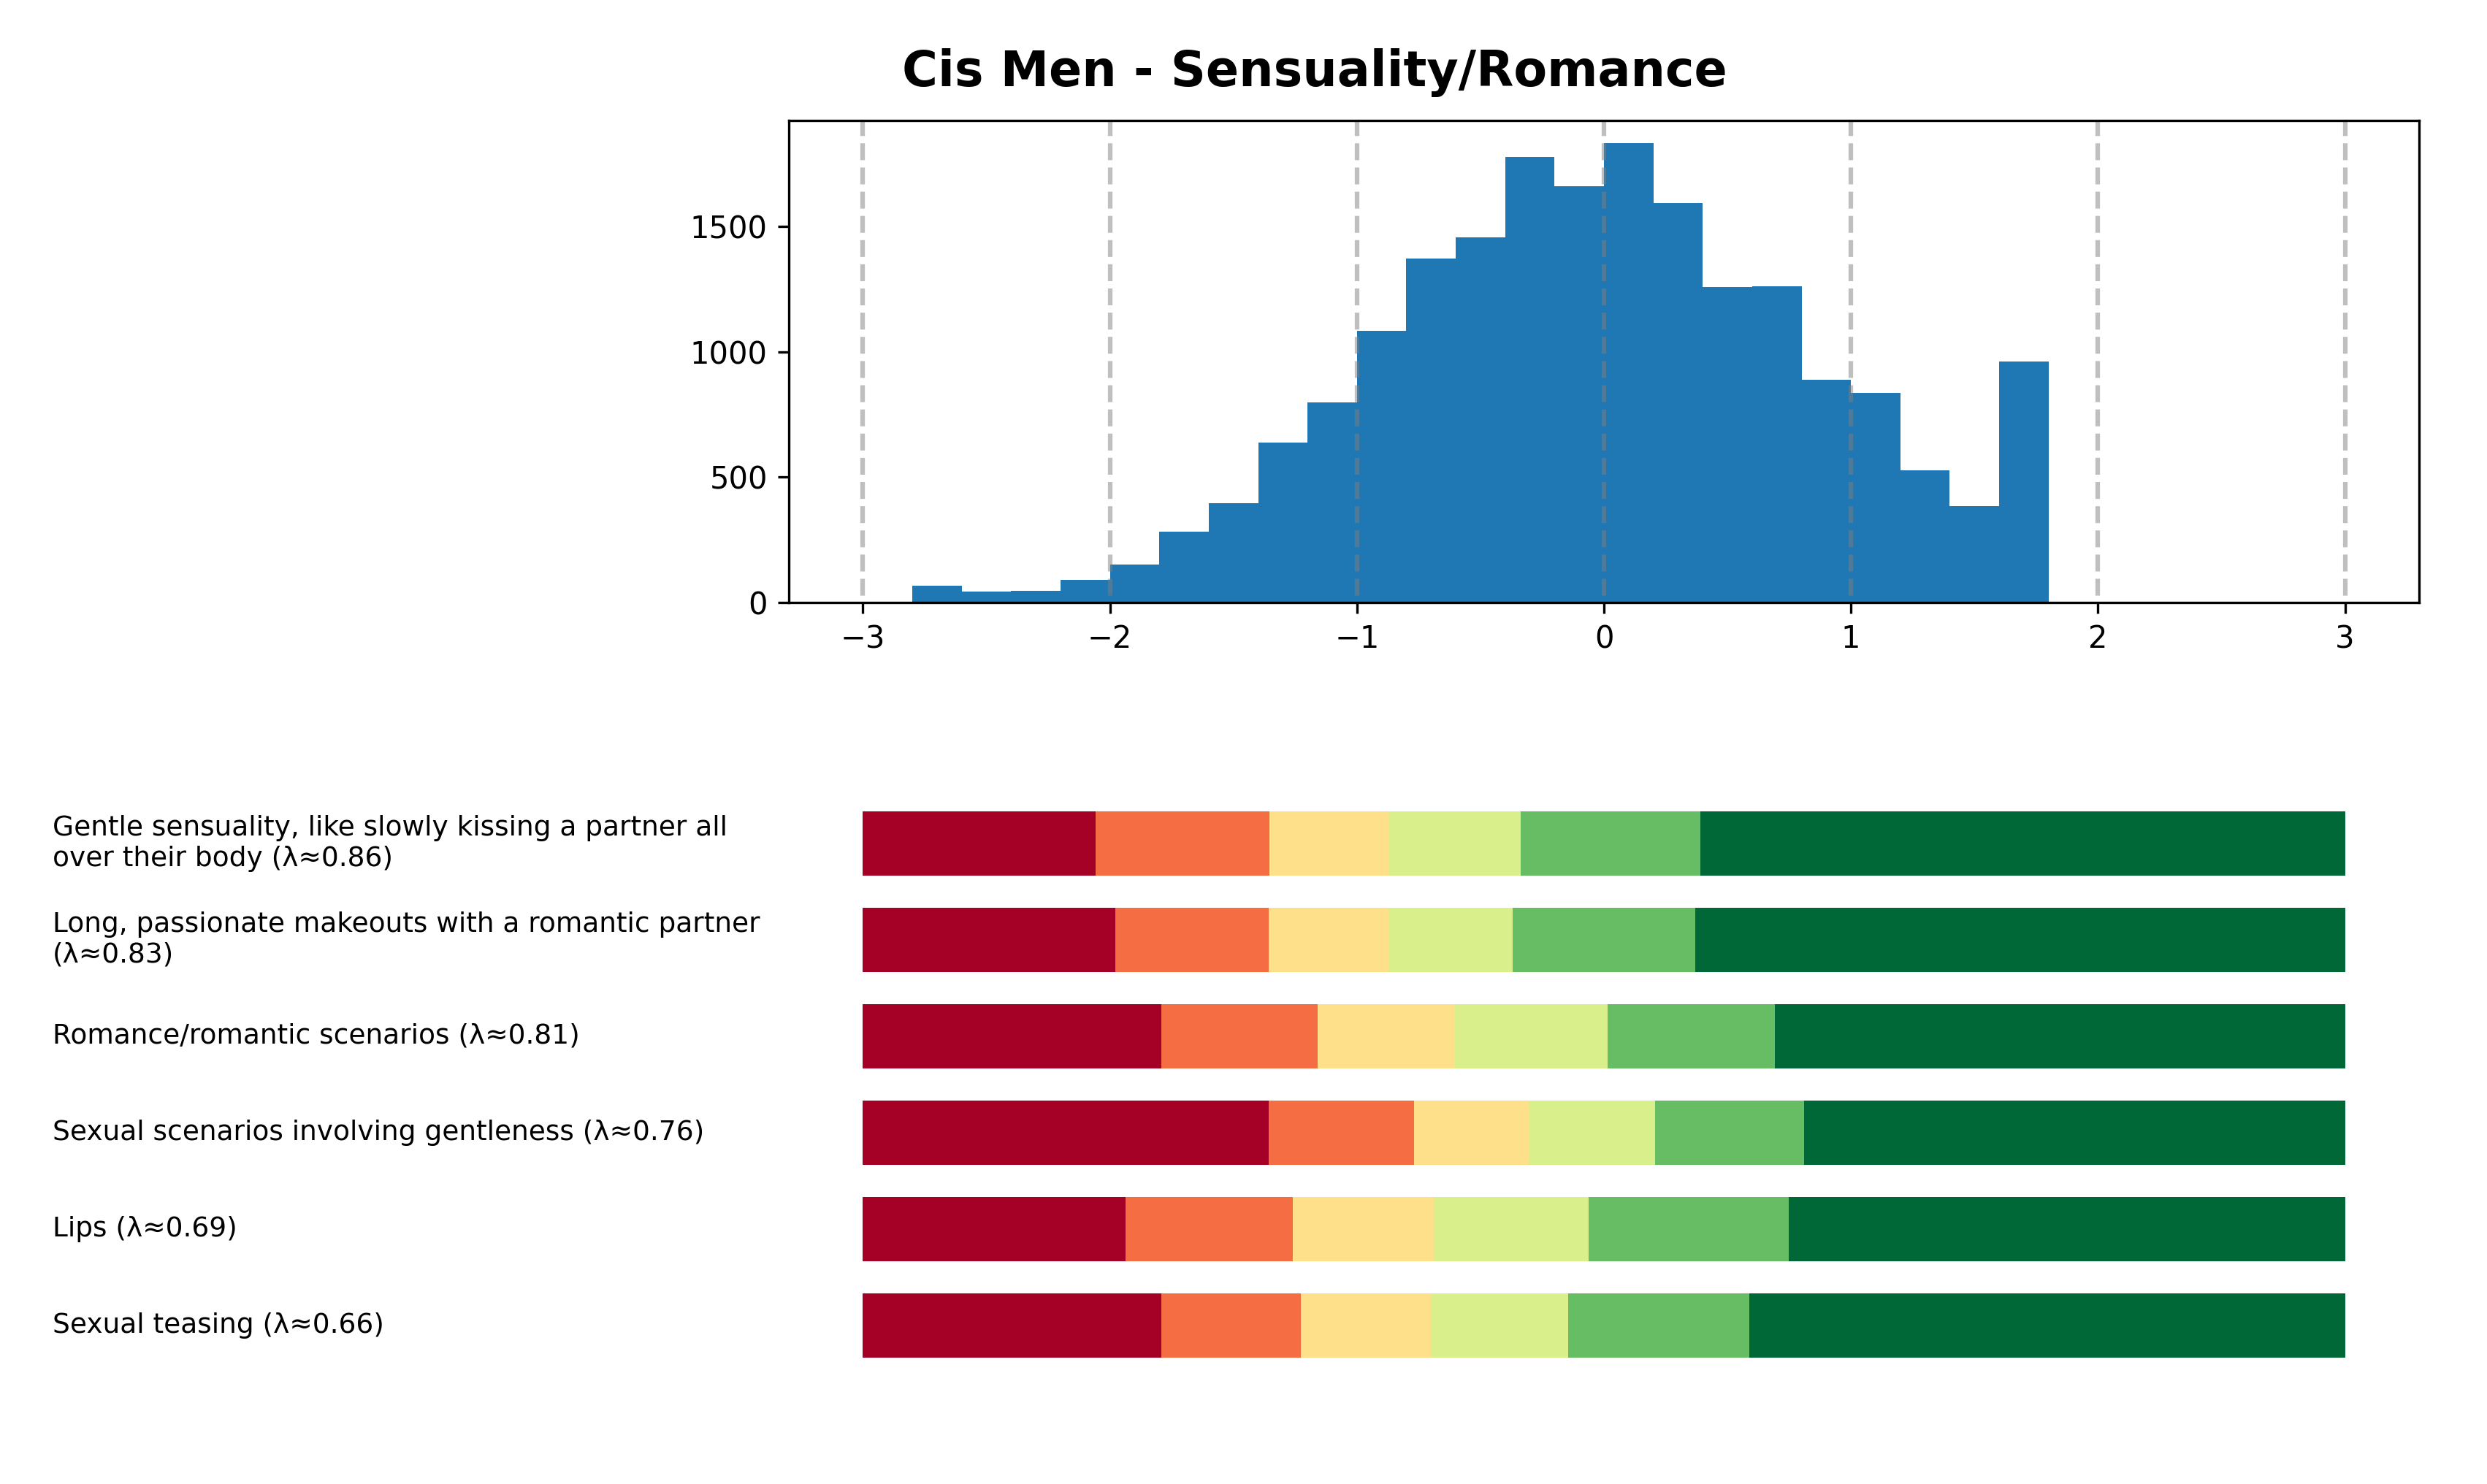 Cis Men - Sensuality/Romance
1500
1000
500
0
−3 −2 −1 0 1 2 3
Gentle sensuality, like slowly kissing a partner all
over their body (λ≈0.86)
Long, passionate makeouts with a romantic partner
(λ≈0.83)
Romance/romantic scenarios (λ≈0.81)
Sexual scenarios involving gentleness (λ≈0.76)
Lips (λ≈0.69)
Sexual teasing (λ≈0.66)